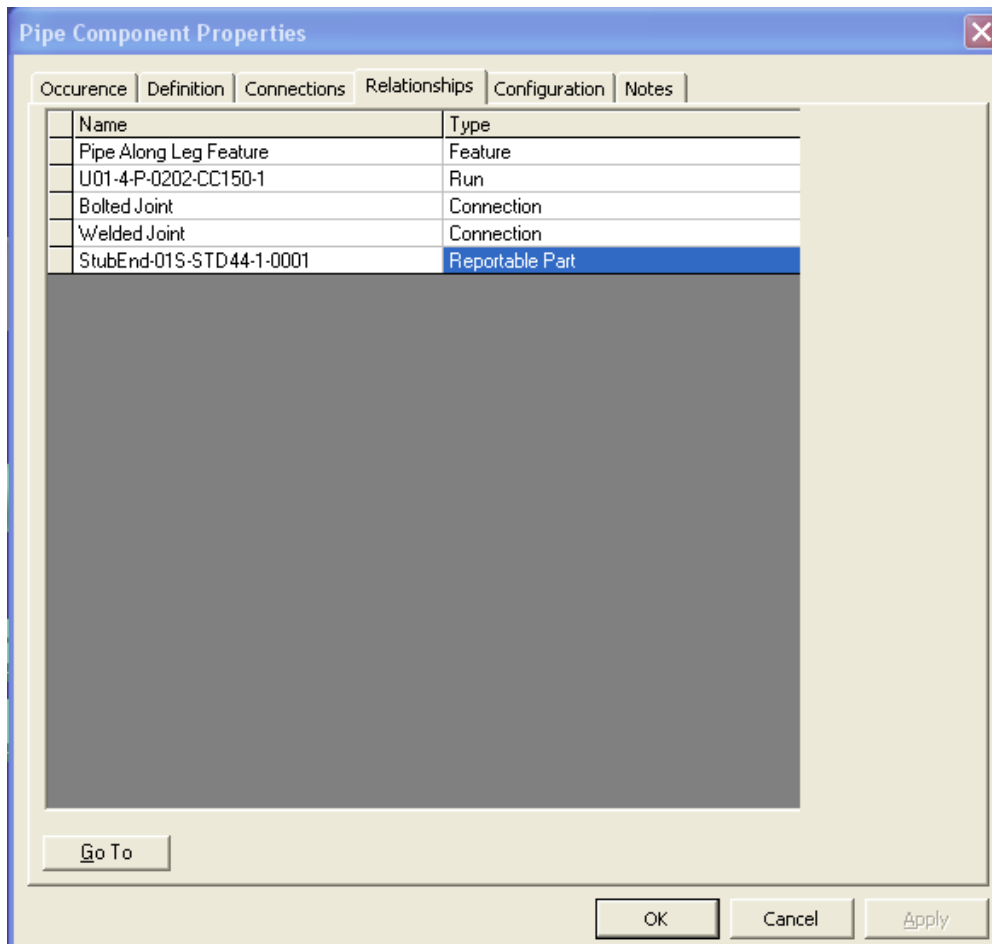 Pipe Component Properties
Occurence Definition Connections Relationships Configuration Notes
Name Type
Pipe Along Leg Feature Feature
U01-4-P-0202-CC150-1 Run
Bolted Joint Connection
Welded Joint Connection
StubEnd-01S-STD44-1-0001 Reportable Part
Go To
OK Cancel Apply